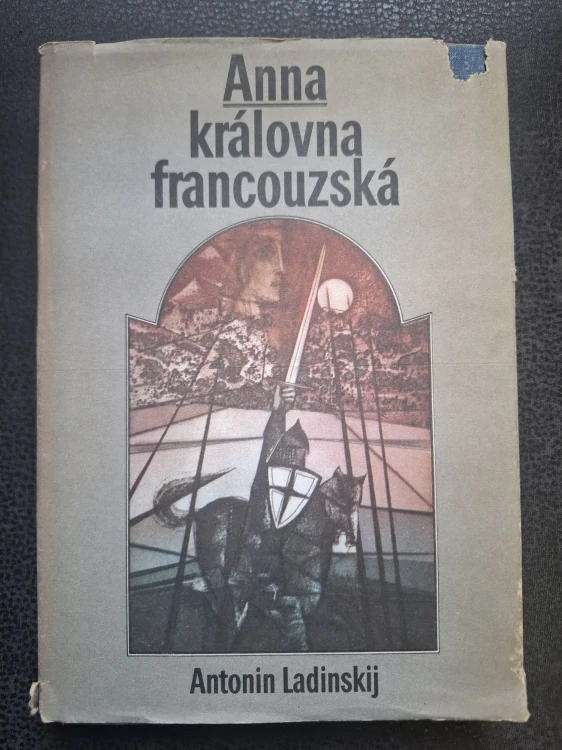 Anna
královna
francouzská
Antonin Ladinskij